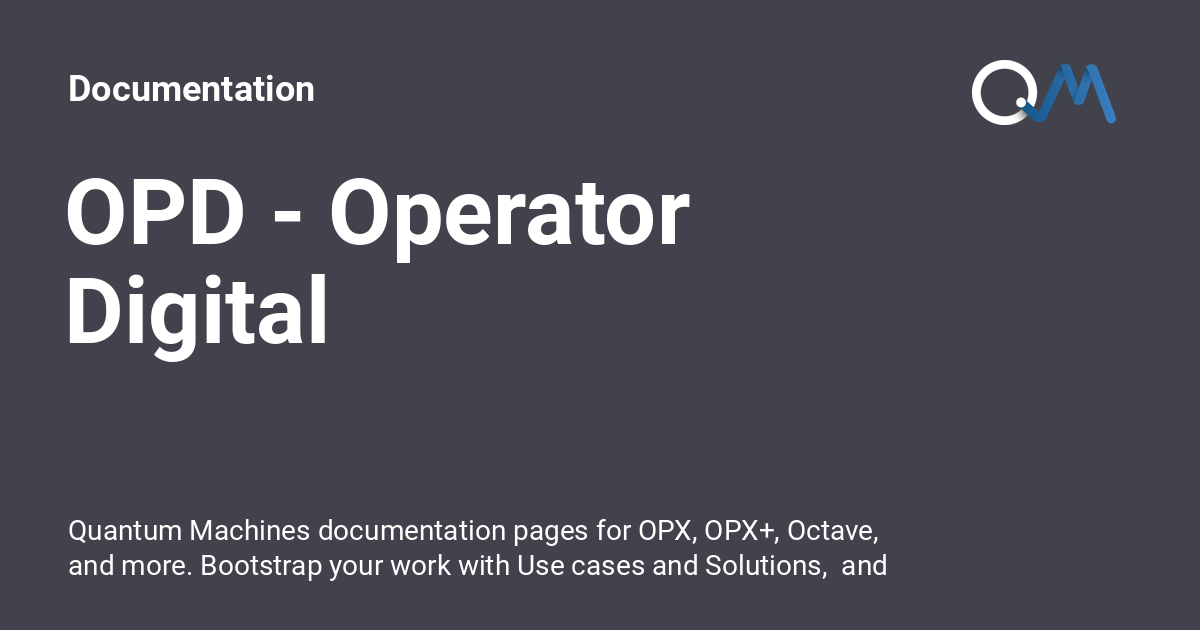 Documentation
QM
OPD - Operator
Digital
Quantum Machines documentation pages for OPX, OPX+, Octave,
and more. Bootstrap your work with Use cases and Solutions,  and